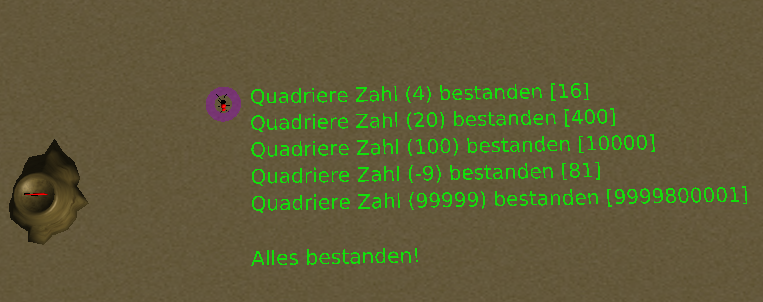 Quadriere Zahl (4) bestanden [16]
Quadriere Zahl (20) bestanden [400]
Quadriere Zahl (100) bestanden [10000]
Quadriere Zahl (-9) bestanden [81]
Quadriere Zahl (99999) bestanden [9999800001]
Alles bestanden!